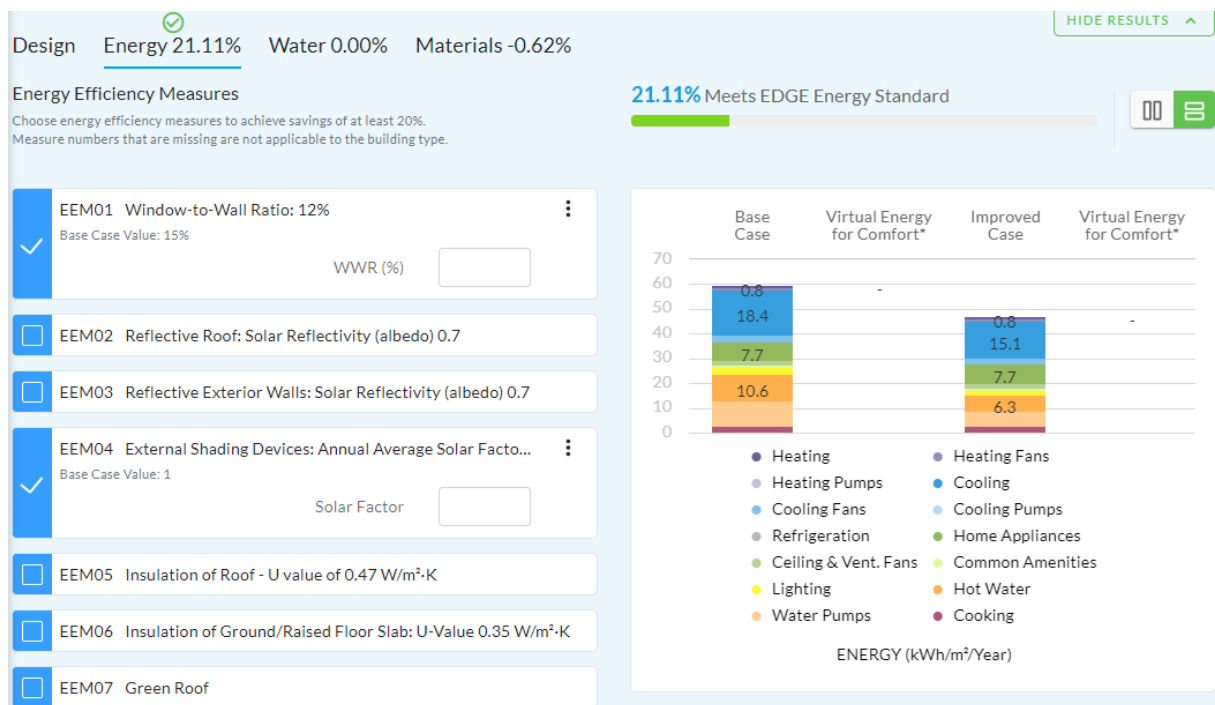 HIDE RESULTS
Design Energy 21.11% Water 0.00% Materials -0.62%
Energy Efficiency Measures
Choose energy efficiency measures to achieve savings of at least 20%.
Measure numbers that are missing are not applicable to the building type.
21.11% Meets EDGE Energy Standard
EEM01 Window-to-Wall Ratio: 12%
Base Case Value: 15%
WWR (%)
EEM02 Reflective Roof: Solar Reflectivity (albedo) 0.7
EEM03 Reflective Exterior Walls: Solar Reflectivity (albedo) 0.7
EEM04 External Shading Devices: Annual Average Solar Facto...
Base Case Value: 1
Solar Factor
EEM05 Insulation of Roof - U value of 0.47 W/m²·K
EEM06 Insulation of Ground/Raised Floor Slab: U-Value 0.35 W/m²·K
EEM07 Green Roof
Base Case
Virtual Energy for Comfort*
Improved Case
Virtual Energy for Comfort*
70
60
50
40
30
20
10
0
0.8
18.4
7.7
10.6
-
0.8
15.1
7.7
6.3
-
Heating
Heating Fans
Heating Pumps
Cooling
Cooling Fans
Cooling Pumps
Refrigeration
Home Appliances
Ceiling & Vent. Fans
Common Amenities
Lighting
Hot Water
Water Pumps
Cooking
ENERGY (kWh/m²/Year)